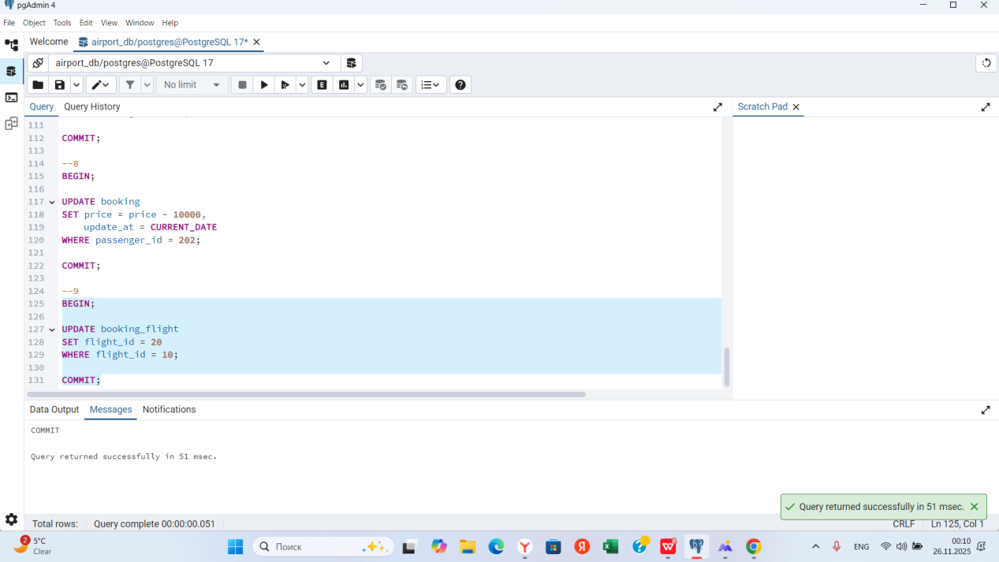 pgAdmin 4
File Object Tools Edit View Window Help
Welcome airport_db/postgres@PostgreSQL 17*
airport_db/postgres@PostgreSQL 17
No limit
Query Query History
Scratch Pad
111
112 COMMIT;
113
114 --8
115 BEGIN;
116
117 UPDATE booking
118 SET price = price - 10000,
119 update_at = CURRENT_DATE
120 WHERE passenger_id = 202;
121
122 COMMIT;
123
124 --9
125 BEGIN;
126
127 UPDATE booking_flight
128 SET flight_id = 20
129 WHERE flight_id = 10;
130
131 COMMIT;
Data Output Messages Notifications
COMMIT
Query returned successfully in 51 msec.
Query returned successfully in 51 msec.
Total rows: Query complete 00:00:00.051 CRLF Ln 125, Col 1
2 5°C
Clear
Поиск
ENG
00:10
26.11.2025